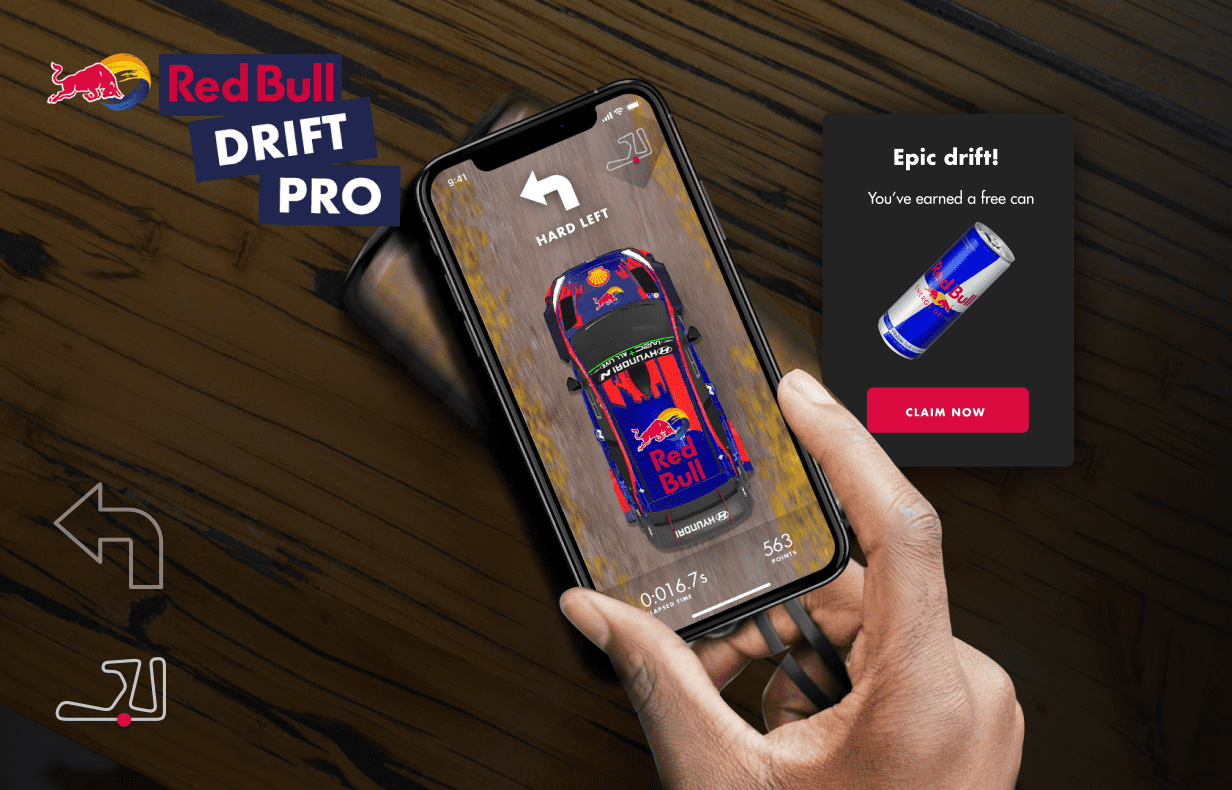 Red Bull
DRIFT
PRO
9:41
HARD LEFT
HYUNDAI N
Red
Bull
HYUNDAI
0:016.7s
ELAPSED TIME
563
POINTS
Epic drift!
You’ve earned a free can
Red Bull
CLAIM NOW